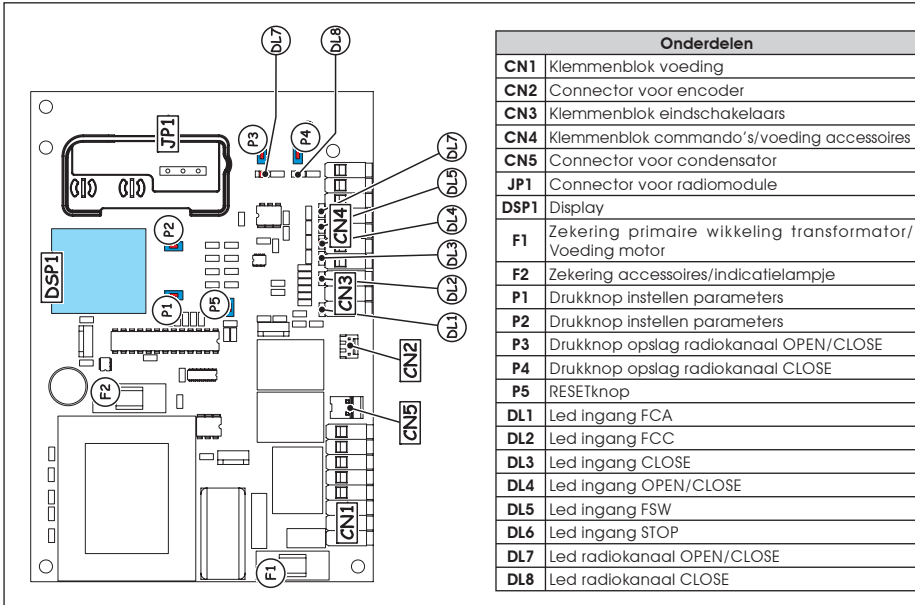 DL7
DL8
JP1
P3
P4
DL7
CN4
DL5
DL4
DL3
DL2
CN3
DL1
P2
DSP1
P1
P5
CN2
F2
CN5
CN1
F1
Onderdelen
CN1 Klemmenblok voeding
CN2 Connector voor encoder
CN3 Klemmenblok eindschakelaars
CN4 Klemmenblok commando's/voeding accessoires
CN5 Connector voor condensator
JP1 Connector voor radiomodule
DSP1 Display
F1 Zekering primaire wikkeling transformator/
Voeding motor
F2 Zekering accessoires/indicatielampje
P1 Drukknop instellen parameters
P2 Drukknop instellen parameters
P3 Drukknop opslag radiokanaal OPEN/CLOSE
P4 Drukknop opslag radiokanaal CLOSE
P5 RESETknop
DL1 Led ingang FCA
DL2 Led ingang FCC
DL3 Led ingang CLOSE
DL4 Led ingang OPEN/CLOSE
DL5 Led ingang FSW
DL6 Led ingang STOP
DL7 Led radiokanaal OPEN/CLOSE
DL8 Led radiokanaal CLOSE